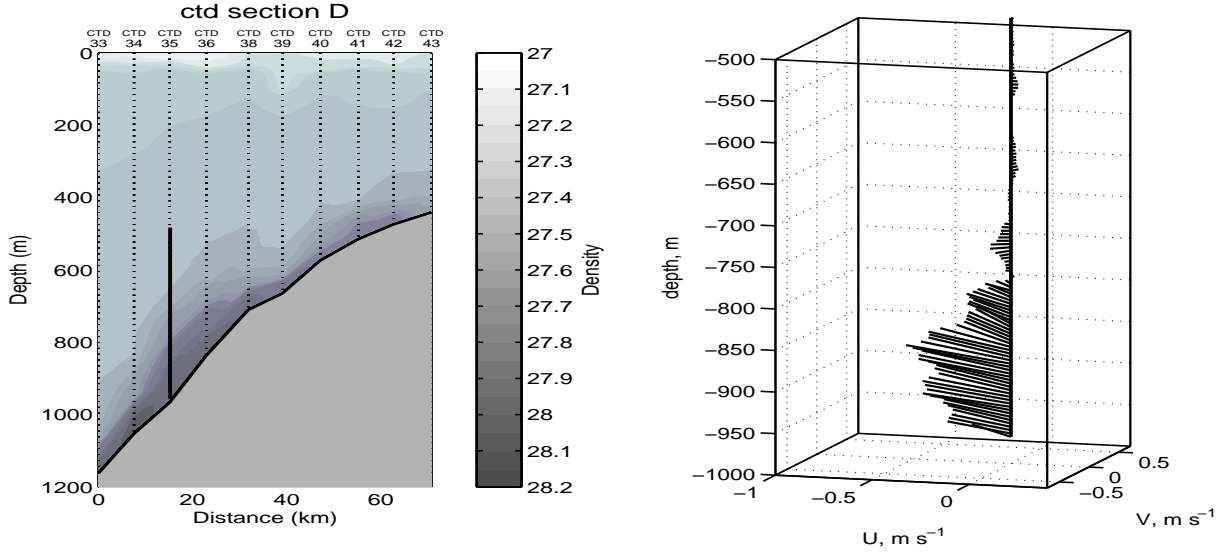 ctd section D
CTD CTD CTD CTD CTD CTD CTD CTD CTD CTD
33 34 35 36 38 39 40 41 42 43
0
200
400
600
800
1000
1200
Depth (m)
0 20 40 60
Distance (km)
27
27.1
27.2
27.3
27.4
27.5
27.6
27.7
27.8
27.9
28
28.1
28.2
Density
−500
−550
−600
−650
−700
−750
−800
−850
−900
−950
−1000
depth, m
−1 −0.5 0
U, m s−1
−0.5 0 0.5
V, m s−1